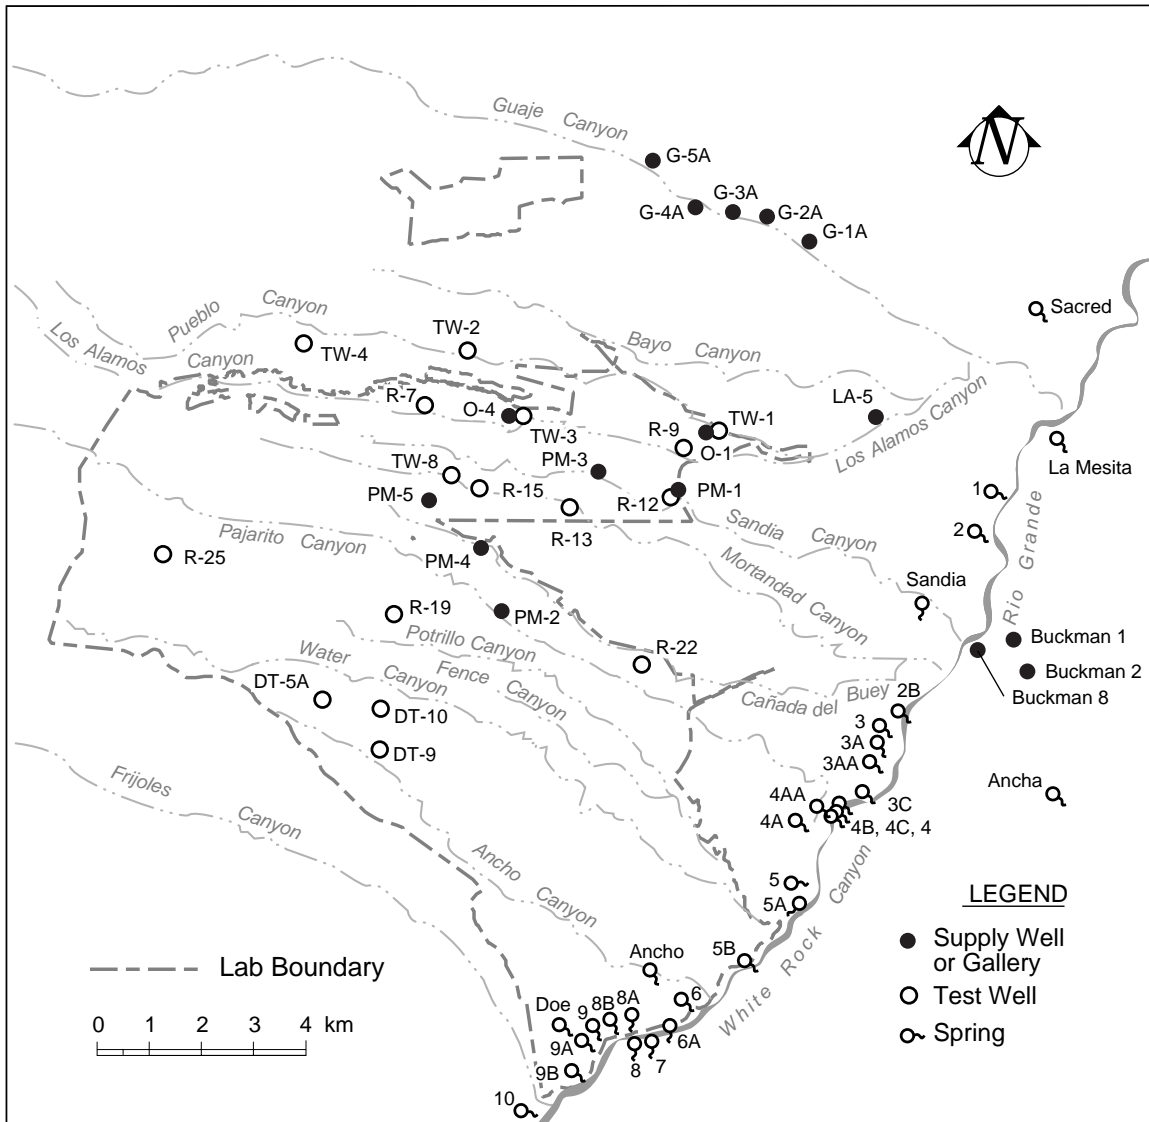 Guaje Canyon
G-5A
G-3A
G-4A
G-2A
G-1A
N
Sacred
Pueblo Canyon
Los Alamos Canyon
TW-4
TW-2
Bayo Canyon
R-7
O-4
TW-3
LA-5
Los Alamos Canyon
R-9
TW-1
O-1
La Mesita
TW-8
PM-3
PM-5
R-15
R-12
PM-1
1
2
R-13
Sandia Canyon
Pajarito Canyon
R-25
PM-4
Mortandad Canyon
Sandia
Rio Grande
R-19
PM-2
Potrillo Canyon
R-22
Buckman 1
Buckman 2
Buckman 8
Water Canyon
Fence Canyon
DT-5A
DT-10
DT-9
Cañada del Buey
2B
3
3A
3AA
Frijoles Canyon
Ancha
4AA
3C
4A
4B, 4C, 4
Ancho Canyon
5
5A
White Rock Canyon
5B
Ancho
6
6A
7
8
8A
8B
9
Doe
9A
9B
10
LEGEND
Supply Well
or Gallery
Test Well
Spring
Lab Boundary
0 1 2 3 4 km